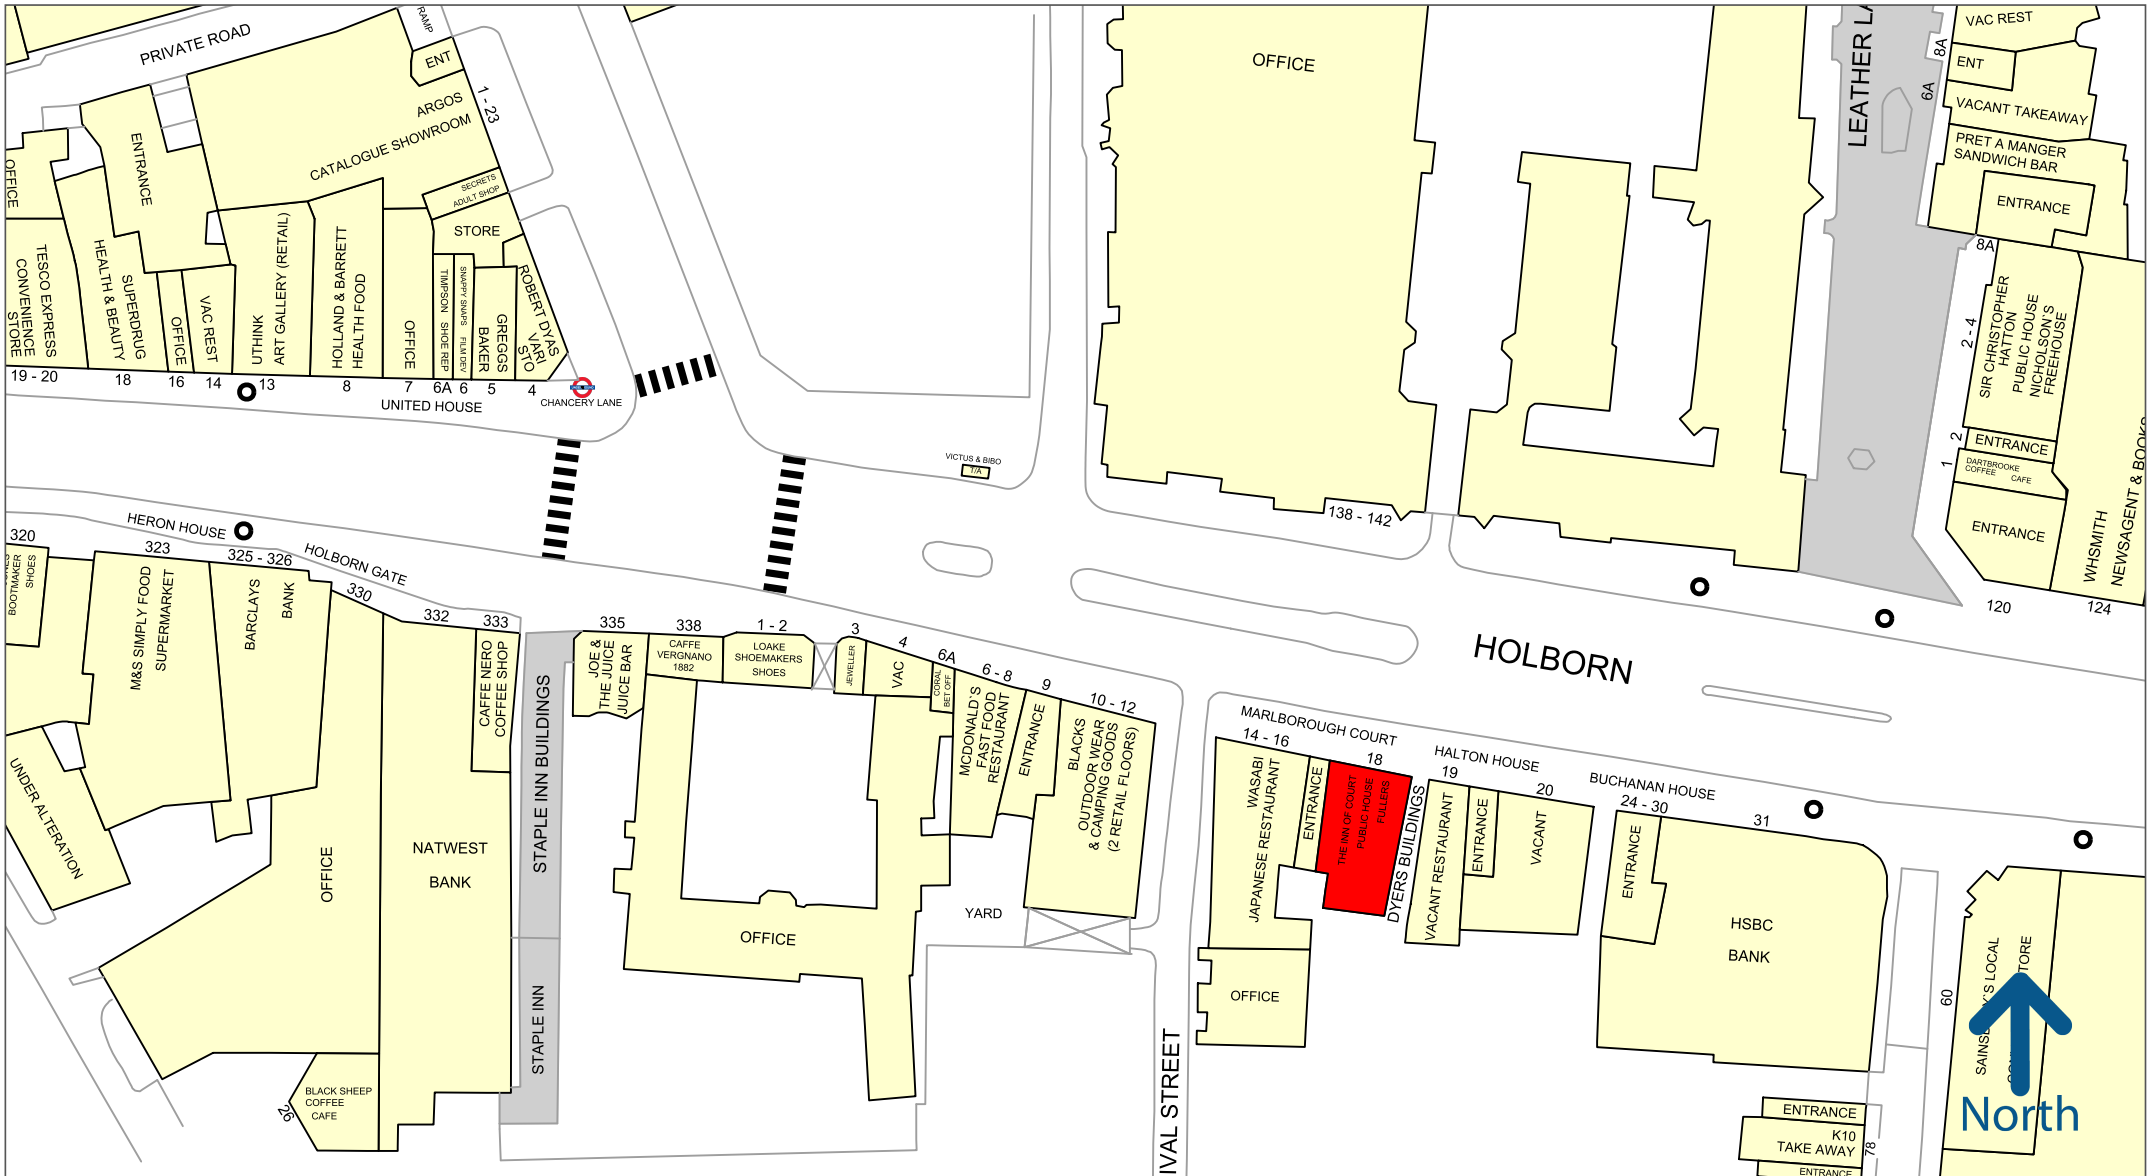 PRIVATE ROAD
RAMP
ENT
ARGOS
CATALOGUE SHOWROOM
1 - 23
ENTRANCE
OFFICE
SECRETS
ADULT SHOP
STORE
TESCO EXPRESS
CONVENIENCE
STORE
SUPERDRUG
HEALTH & BEAUTY
OFFICE
VAC REST
UTHINK
ART GALLERY (RETAIL)
HOLLAND & BARRETT
HEALTH FOOD
OFFICE
TIMPSON SHOE REP
SNAPPY SNAPS FILM DEV
GREGGS
BAKER
ROBERT DYAS
VARI
STO
19 - 20
18
16
14
13
8
7
6A
6
5
4
UNITED HOUSE
CHANCERY LANE
OFFICE
VICTUS & BIBO
T/A
138 - 142
8A
6A
VAC REST
ENT
VACANT TAKEAWAY
PRET A MANGER
SANDWICH BAR
ENTRANCE
8A
2 - 4
SIR CHRISTOPHER
HATTON
PUBLIC HOUSE
NICHOLSON'S
FREEHOUSE
2
ENTRANCE
1
DARTBROOKE
COFFEE CAFE
ENTRANCE
WHSMITH
NEWSAGENT & BOOKS
120
124
LEATHER
HOLBORN
HERON HOUSE
HOLBORN GATE
320
323
325 - 326
330
332
333
335
338
1 - 2
3
4
6A
6 - 8
9
10 - 12
BOOTMAKER
SHOES
M&S SIMPLY FOOD
SUPERMARKET
BARCLAYS
BANK
CAFFE NERO
COFFEE SHOP
STAPLE INN BUILDINGS
JOE &
THE JUICE
JUICE BAR
CAFFE
VERGNANO
1882
LOAKE
SHOEMAKERS
SHOES
JEWELLER
VAC
CORAL
BET OFF
MCDONALD'S
FAST FOOD
RESTAURANT
ENTRANCE
BLACKS
OUTDOOR WEAR
& CAMPING GOODS
(2 RETAIL FLOORS)
UNDER ALTERATION
OFFICE
NATWEST
BANK
OFFICE
YARD
STAPLE INN
BLACK SHEEP
COFFEE
CAFE
26
MARLBOROUGH COURT
HALTON HOUSE
BUCHANAN HOUSE
14 - 16
18
19
20
24 - 30
31
WASABI
JAPANESE RESTAURANT
ENTRANCE
THE INN OF COURT
PUBLIC HOUSE
FULLERS
DYERS BUILDINGS
VACANT RESTAURANT
ENTRANCE
VACANT
ENTRANCE
HSBC
BANK
OFFICE
IVAL STREET
60
LOCAL
North
ENTRANCE
K10
TAKE AWAY
78
ENTRANCE